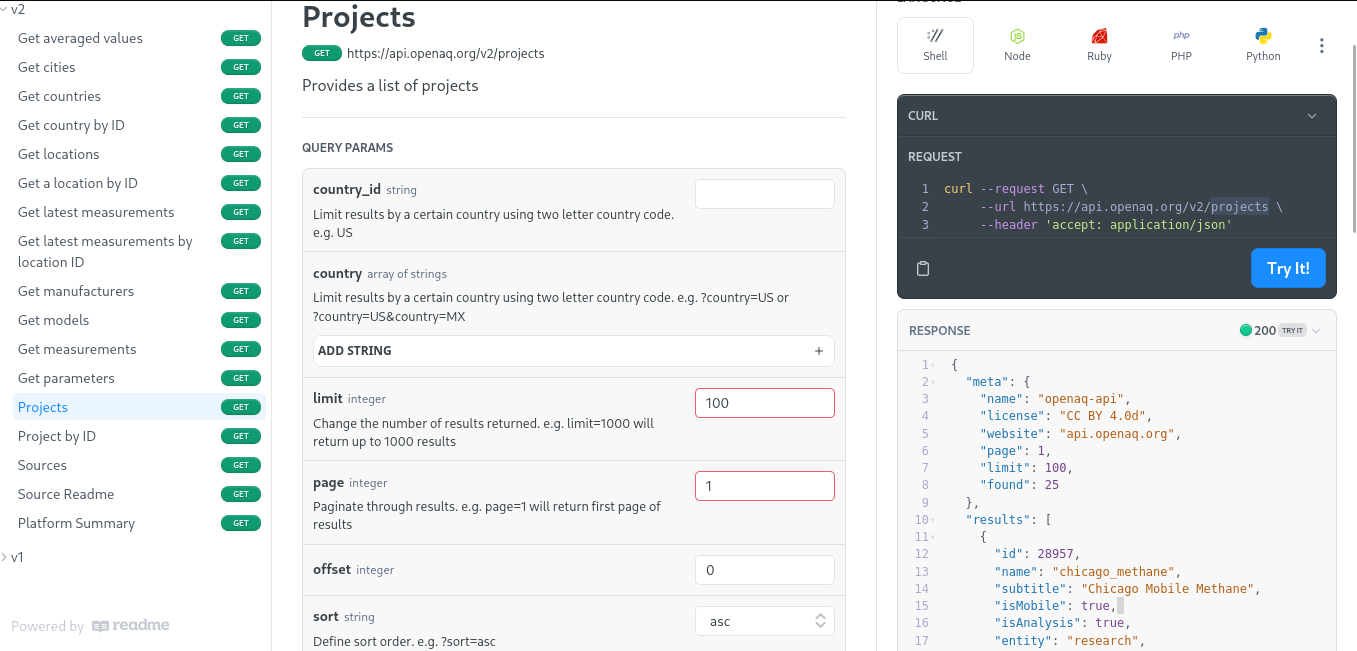 v2
Get averaged values GET
Get cities GET
Get countries GET
Get country by ID GET
Get locations GET
Get a location by ID GET
Get latest measurements GET
Get latest measurements by GET
location ID
Get manufacturers GET
Get models GET
Get measurements GET
Get parameters GET
Projects GET
Project by ID GET
Sources GET
Source Readme GET
Platform Summary GET
v1
Powered by readme
Projects
GET https://api.openaq.org/v2/projects
Provides a list of projects
QUERY PARAMS
country_id string
Limit results by a certain country using two letter country code.
e.g. US
country array of strings
Limit results by a certain country using two letter country code. e.g. ?country=US or
?country=US&country=MX
ADD STRING +
limit integer
100
Change the number of results returned. e.g. limit=1000 will
return up to 1000 results
page integer
1
Paginate through results. e.g. page=1 will return first page of
results
offset integer
0
sort string
asc
Define sort order. e.g. ?sort=asc
LANGUAGE
Shell
Node
Ruby
php
PHP
Python
CURL
REQUEST
1 curl --request GET \
2 --url https://api.openaq.org/v2/projects \
3 --header 'accept: application/json'
Try It!
RESPONSE 200 TRY IT
1 {
2 "meta": {
3 "name": "openaq-api",
4 "license": "CC BY 4.0d",
5 "website": "api.openaq.org",
6 "page": 1,
7 "limit": 100,
8 "found": 25
9 },
10 "results": [
11 {
12 "id": 28957,
13 "name": "chicago_methane",
14 "subtitle": "Chicago Mobile Methane",
15 "isMobile": true,
16 "isAnalysis": true,
17 "entity": "research",